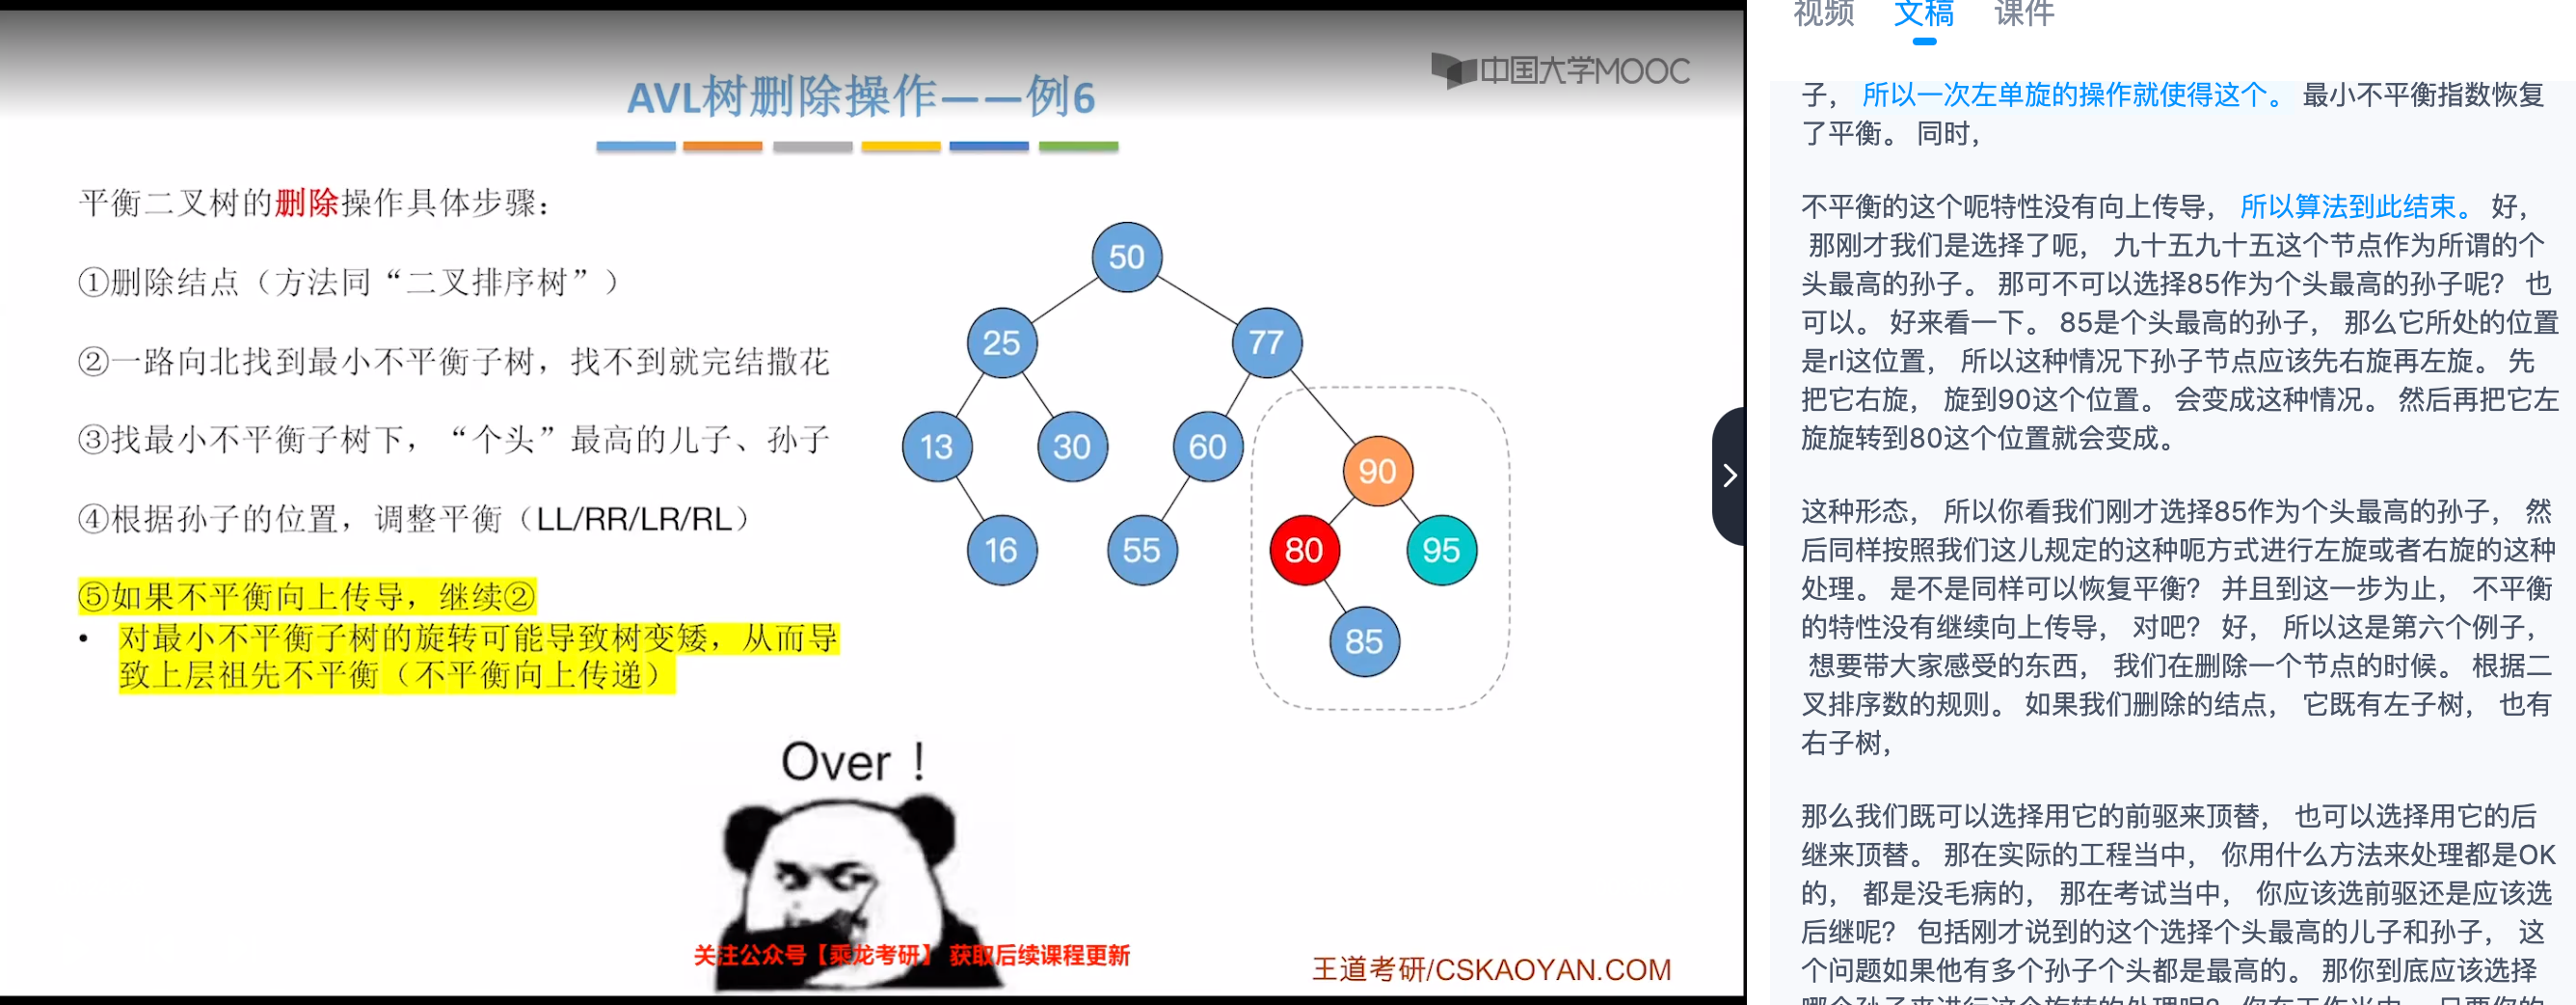 中国大学MOOC
AVL树删除操作——例6
平衡二叉树的删除操作具体步骤：
①删除结点（方法同“二叉排序树”）
②一路向北找到最小不平衡子树，找不到就完结撒花
③找最小不平衡子树下，“个头”最高的儿子、孙子
④根据孙子的位置，调整平衡（LL/RR/LR/RL）
⑤如果不平衡向上传导，继续②
• 对最小不平衡子树的旋转可能导致树变矮，从而导
致上层祖先不平衡（不平衡向上传递）
50
25 77
13 30 60 90
16 55 80 95
85
Over！
关注公众号【乘龙考研】 获取后续课程更新
王道考研/CSKAOYAN.COM
视频 文稿 课件
子， 所以一次左单旋的操作就使得这个。 最小不平衡指数恢复
了平衡。 同时，
不平衡的这个呃特性没有向上传导， 所以算法到此结束。 好，
那刚才我们是选择了呃， 九十五九十五这个节点作为所谓的个
头最高的孙子。 那可不可以选择85作为个头最高的孙子呢？ 也
可以。 好来看一下。 85是个头最高的孙子， 那么它所处的位置
是rl这位置， 所以这种情况下孙子节点应该先右旋再左旋。 先
把它右旋， 旋到90这个位置。 会变成这种情况。 然后再把它左
旋旋转到80这个位置就会变成。
这种形态， 所以你看我们刚才选择85作为个头最高的孙子， 然
后同样按照我们这儿规定的这种呃方式进行左旋或者右旋的这种
处理。 是不是同样可以恢复平衡？ 并且到这一步为止， 不平衡
的特性没有继续向上传导， 对吧？ 好， 所以这是第六个例子，
想要带大家感受的东西， 我们在删除一个节点的时候。 根据二
叉排序数的规则。 如果我们删除的结点， 它既有左子树， 也有
右子树，
那么我们既可以选择用它的前驱来顶替， 也可以选择用它的后
继来顶替。 那在实际的工程当中， 你用什么方法来处理都是OK
的， 都是没毛病的， 那在考试当中， 你应该选前驱还是应该选
后继呢？ 包括刚才说到的这个选择个头最高的儿子和孙子， 这
个问题如果他有多个孙子个头都是最高的。 那你到底应该选择